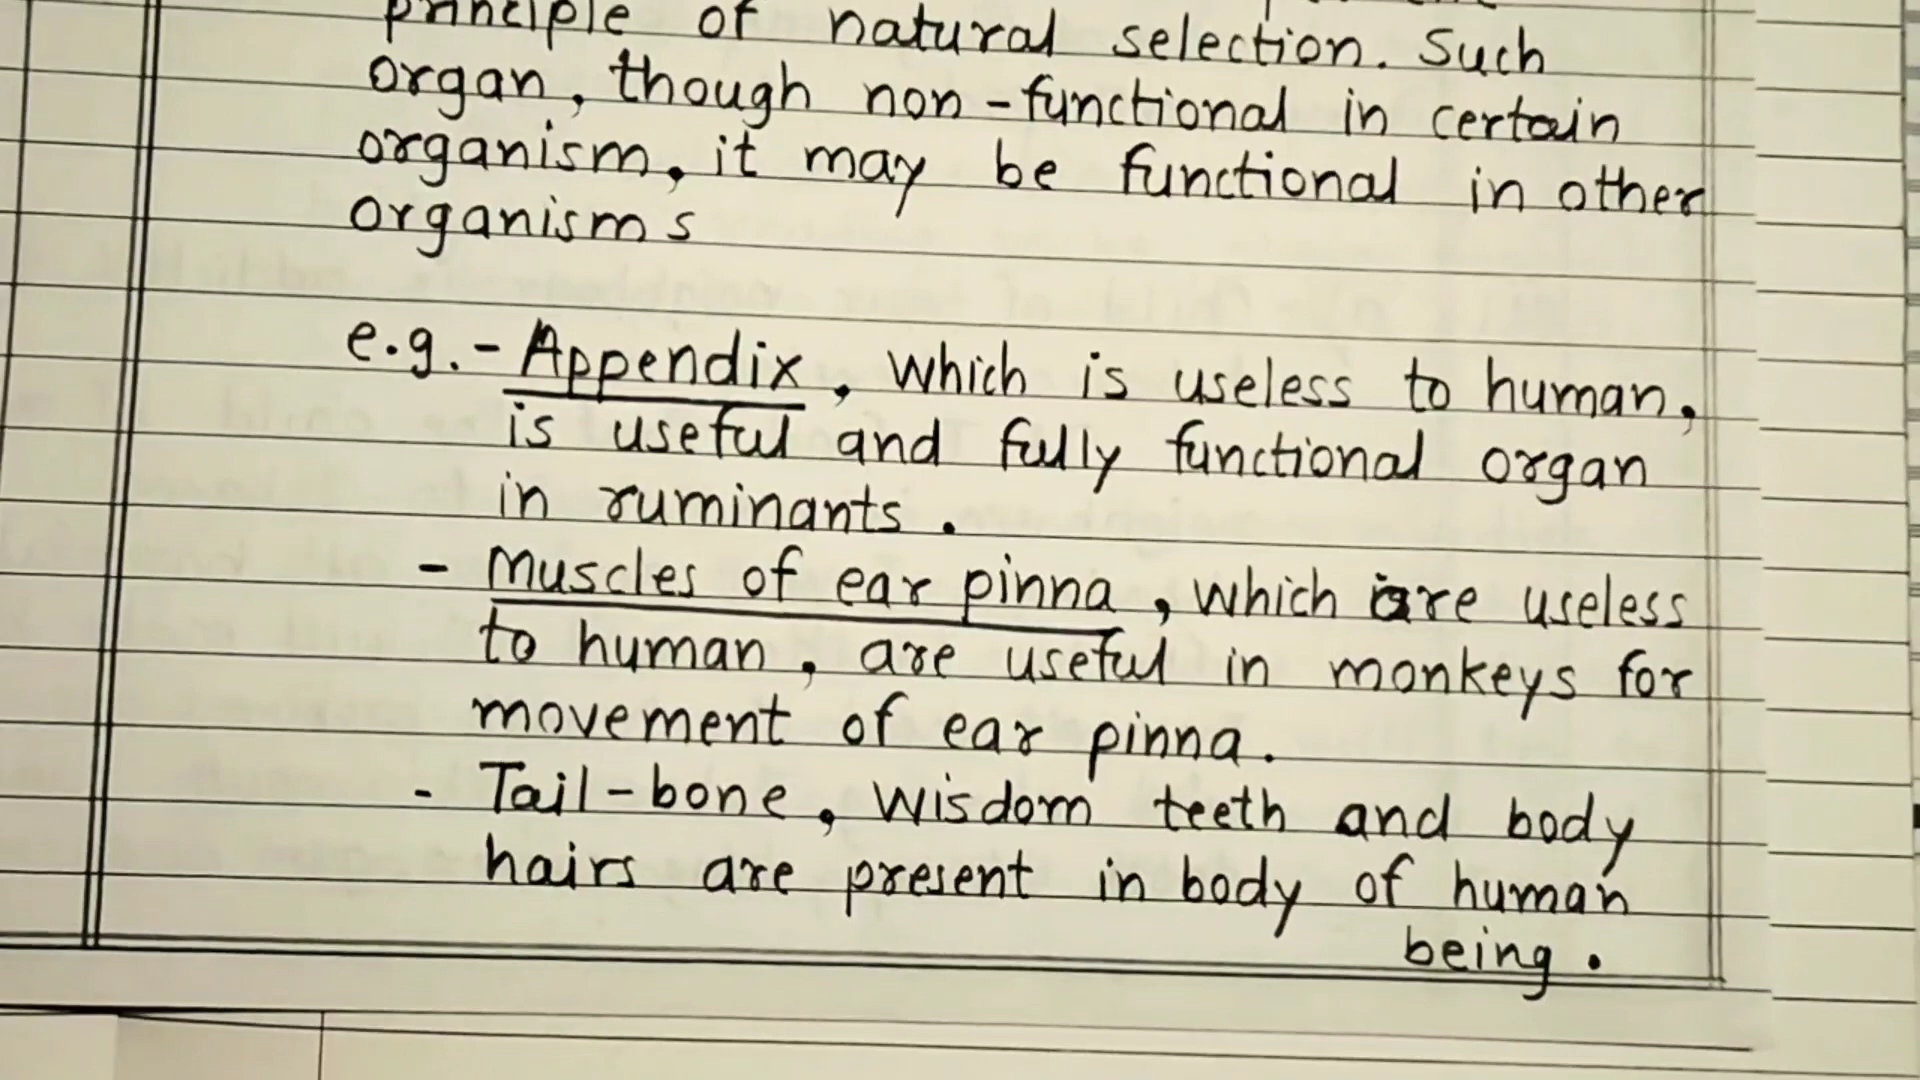 principle of natural selection. Such
organ, though non-functional in certain
organism, it may be functional in other
organisms
e.g.- Appendix, which is useless to human,
is useful and fully functional organ
in ruminants.
- Muscles of ear pinna, which are useless
to human, are useful in monkeys for
movement of ear pinna.
- Tail-bone, wisdom teeth and body
hairs are present in body of human
being.